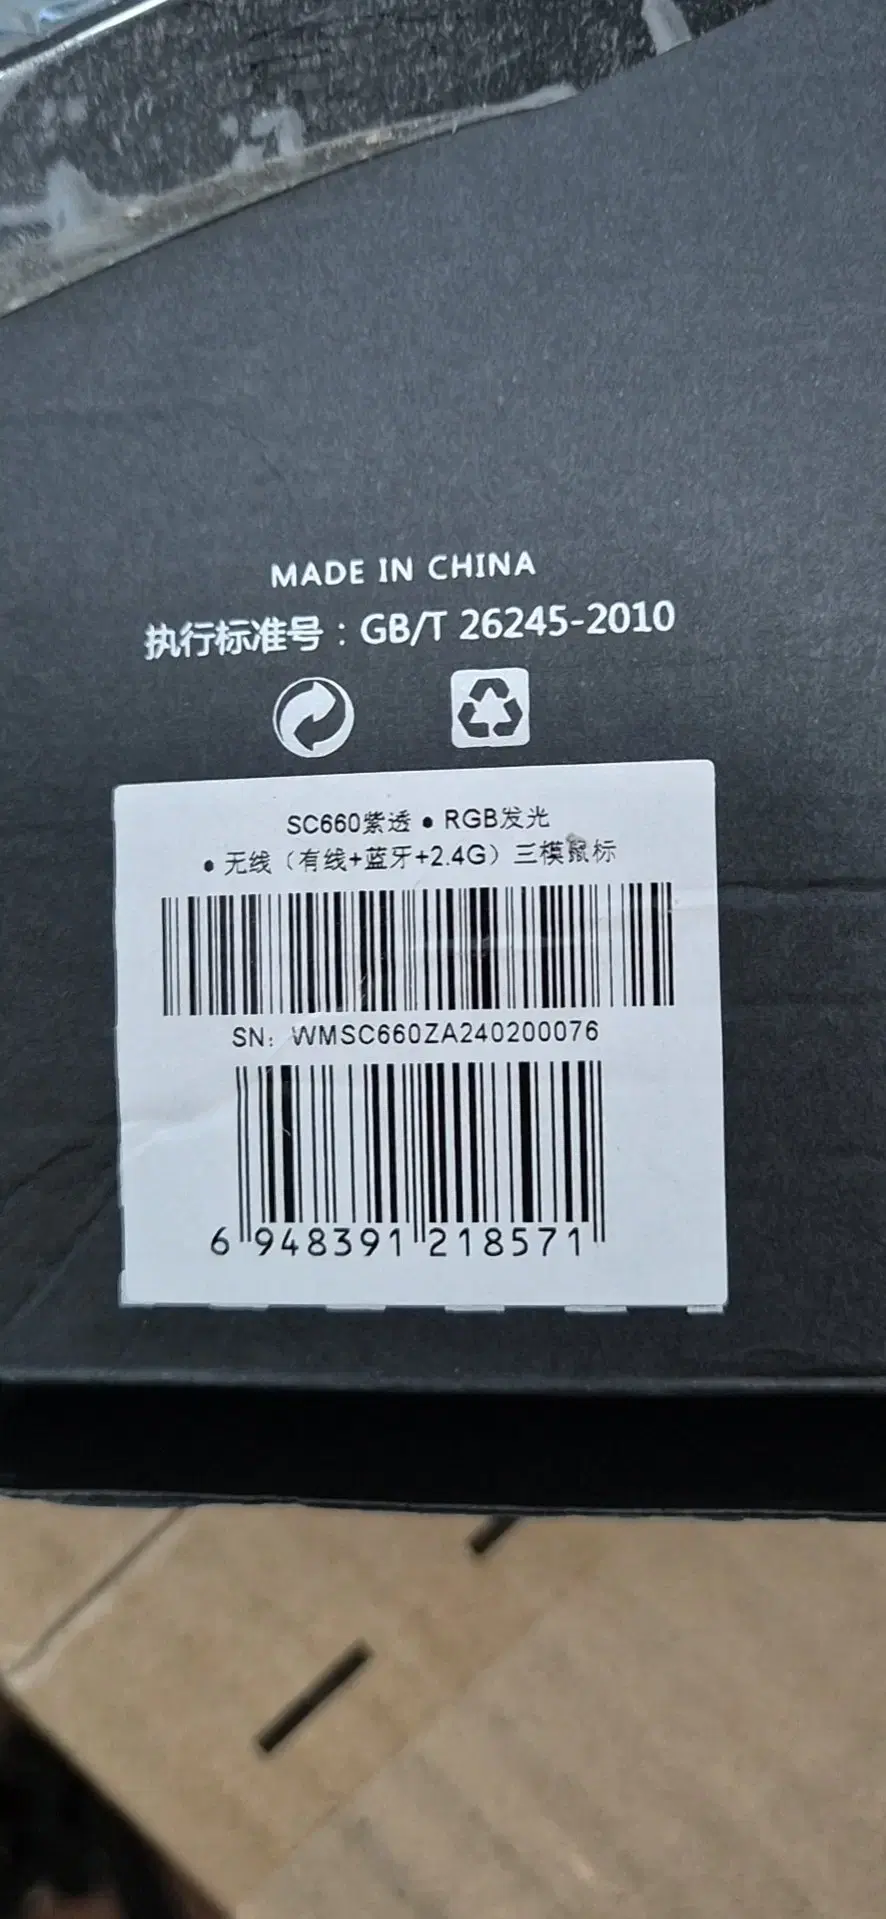 MADE IN CHINA
执行标准号：GB/T 26245-2010
SC660紫透 ● RGB发光
● 无线（有线+蓝牙+2.4G）三模鼠标
SN：WMSC660ZA240200076
6 948391 218571